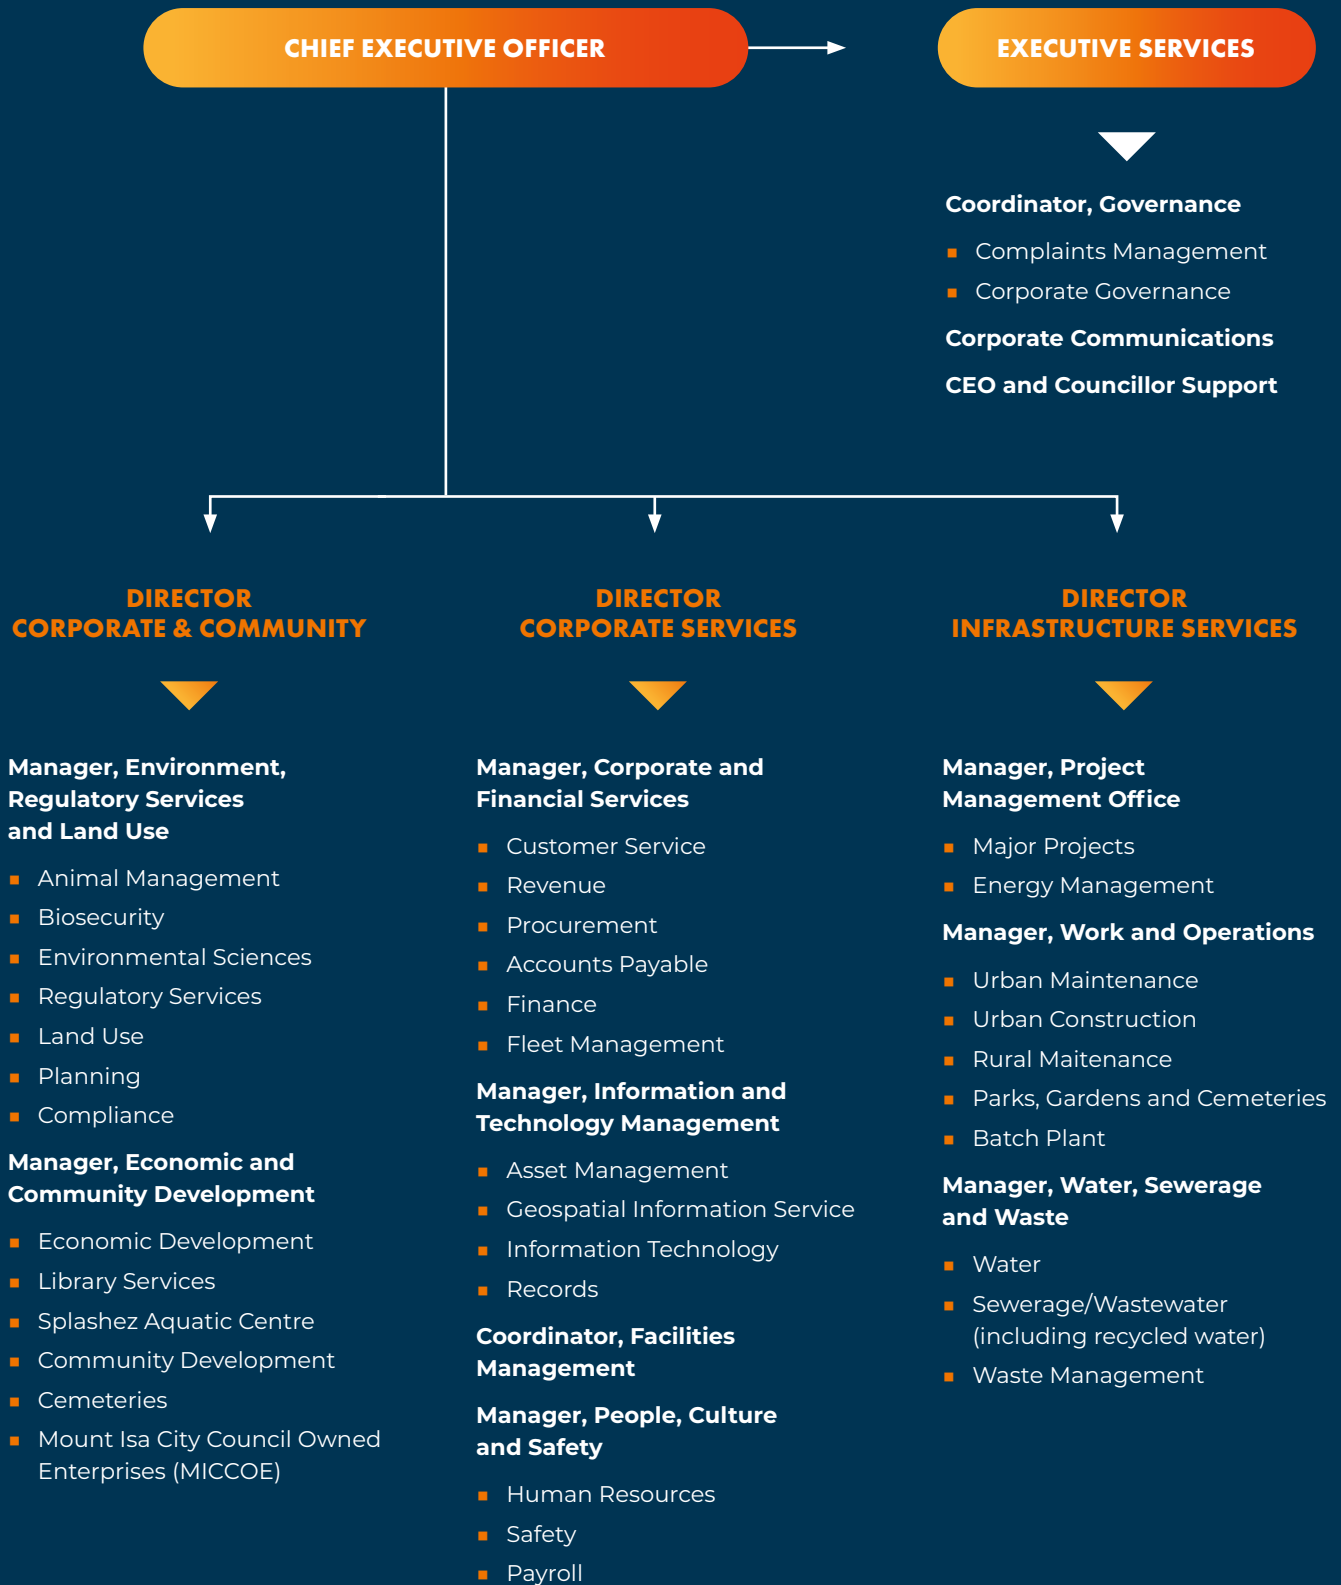 CHIEF EXECUTIVE OFFICER
EXECUTIVE SERVICES
Coordinator, Governance
Complaints Management
Corporate Governance
Corporate Communications
CEO and Councillor Support
DIRECTOR
CORPORATE & COMMUNITY
Manager, Environment,
Regulatory Services
and Land Use
Animal Management
Biosecurity
Environmental Sciences
Regulatory Services
Land Use
Planning
Compliance
Manager, Economic and
Community Development
Economic Development
Library Services
Splashez Aquatic Centre
Community Development
Cemeteries
Mount Isa City Council Owned
Enterprises (MICCOE)
DIRECTOR
CORPORATE SERVICES
Manager, Corporate and
Financial Services
Customer Service
Revenue
Procurement
Accounts Payable
Finance
Fleet Management
Manager, Information and
Technology Management
Asset Management
Geospatial Information Service
Information Technology
Records
Coordinator, Facilities
Management
Manager, People, Culture
and Safety
Human Resources
Safety
Payroll
DIRECTOR
INFRASTRUCTURE SERVICES
Manager, Project
Management Office
Major Projects
Energy Management
Manager, Work and Operations
Urban Maintenance
Urban Construction
Rural Maitenance
Parks, Gardens and Cemeteries
Batch Plant
Manager, Water, Sewerage
and Waste
Water
Sewerage/Wastewater
(including recycled water)
Waste Management